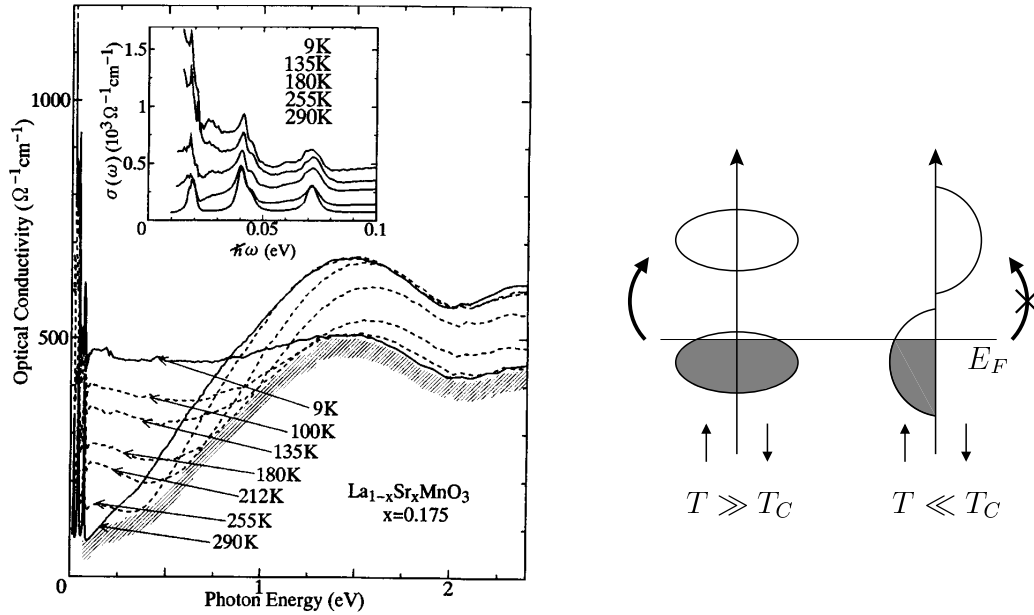 Optical Conductivity (Ω⁻¹cm⁻¹)
1000
500
0
σ(ω) (10³Ω⁻¹cm⁻¹)
1.5
1
0.5
0
0
0.05
0.1
ℏω (eV)
9K
135K
180K
255K
290K
9K
100K
135K
180K
212K
255K
290K
La₁₋ₓSrₓMnO₃
x=0.175
0
1
2
Photon Energy (eV)
E_F
T ≫ T_C
T ≪ T_C